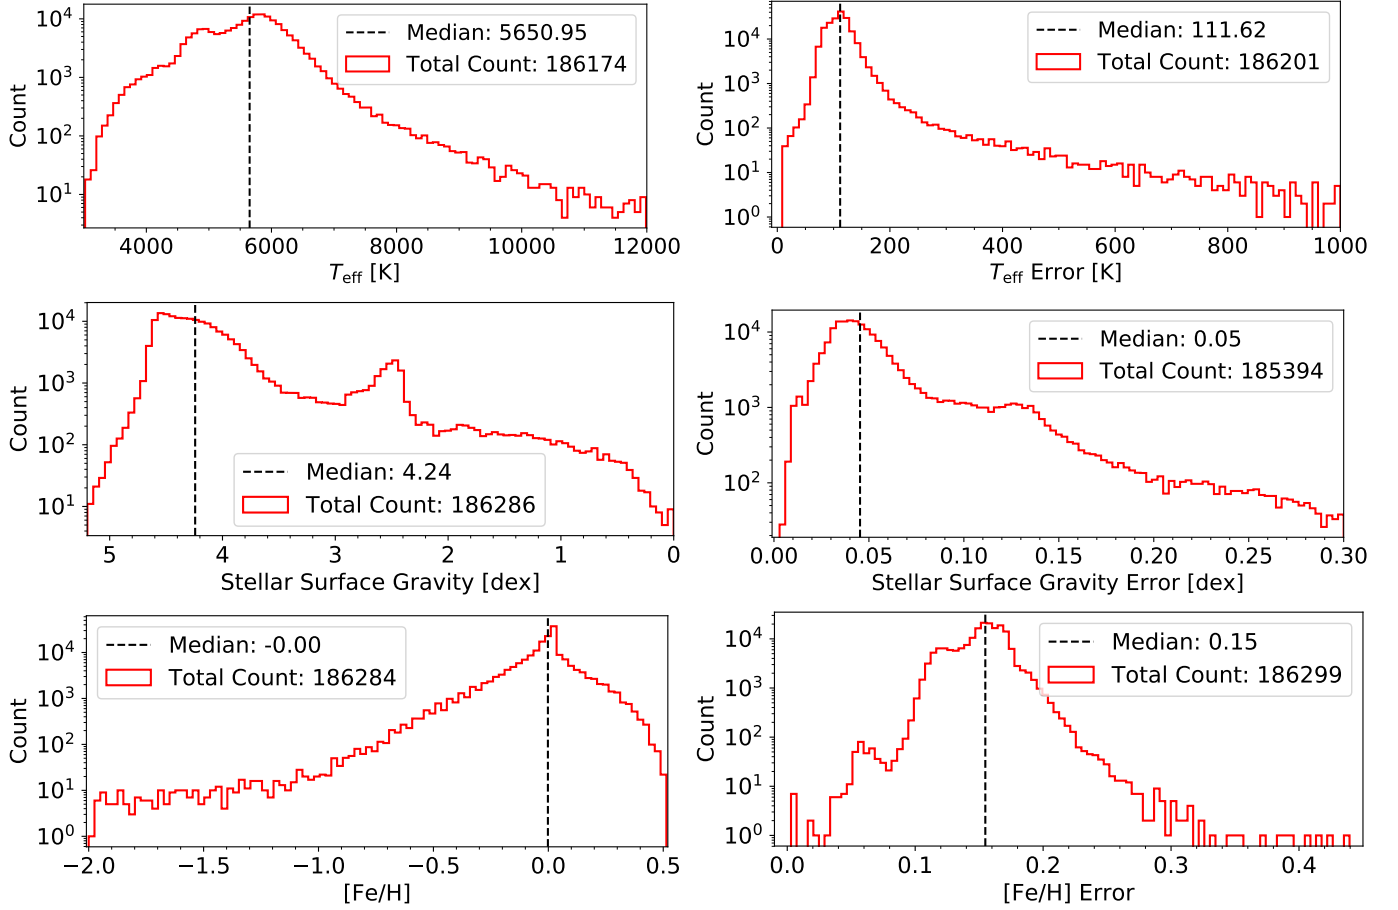 Count
10^4
10^3
10^2
10^1
Median: 5650.95
Total Count: 186174
4000 6000 8000 10000 12000
T_eff [K]
Count
10^4
10^3
10^2
10^1
10^0
Median: 111.62
Total Count: 186201
0 200 400 600 800 1000
T_eff Error [K]
Count
10^4
10^3
10^2
10^1
Median: 4.24
Total Count: 186286
5 4 3 2 1 0
Stellar Surface Gravity [dex]
Count
10^4
10^3
10^2
Median: 0.05
Total Count: 185394
0.00 0.05 0.10 0.15 0.20 0.25 0.30
Stellar Surface Gravity Error [dex]
Count
10^4
10^3
10^2
10^1
10^0
Median: -0.00
Total Count: 186284
−2.0 −1.5 −1.0 −0.5 0.0 0.5
[Fe/H]
Count
10^4
10^3
10^2
10^1
10^0
Median: 0.15
Total Count: 186299
0.0 0.1 0.2 0.3 0.4
[Fe/H] Error